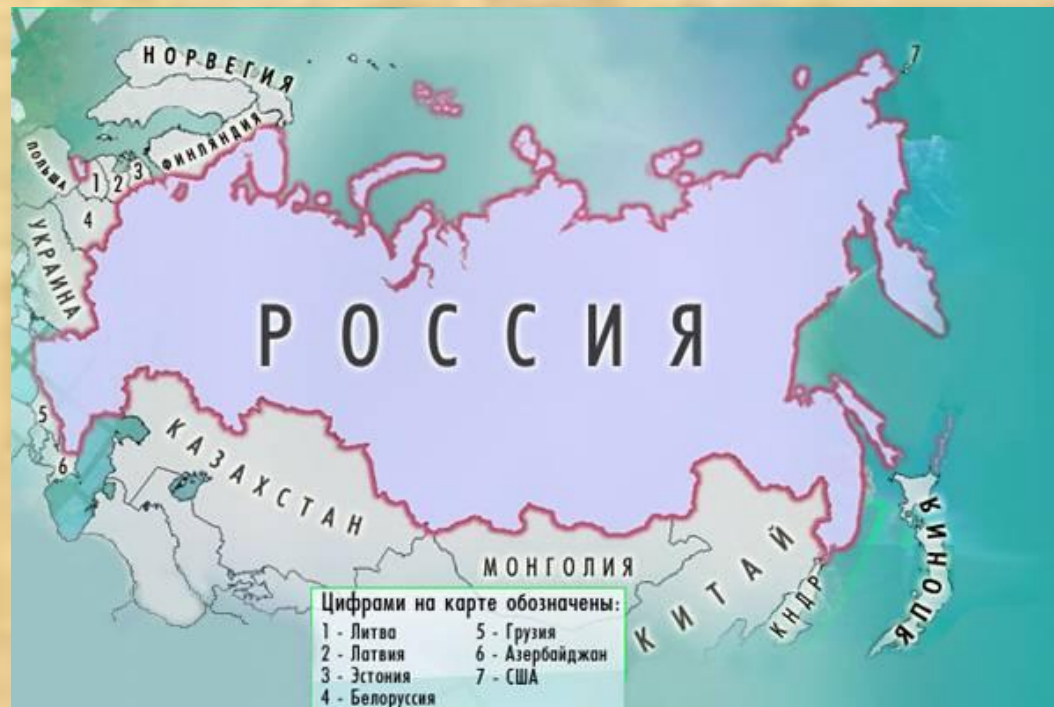 НОРВЕГИЯ
7
ФИНЛЯНДИЯ
ПОЛЬША
1 2 3
4
УКРАИНА
РОССИЯ
5
6
КАЗАХСТАН
МОНГОЛИЯ
КИТАЙ
КНДР
ЯПОНИЯ
Цифрами на карте обозначены:
1 - Литва
2 - Латвия
3 - Эстония
4 - Белоруссия
5 - Грузия
6 - Азербайджан
7 - США